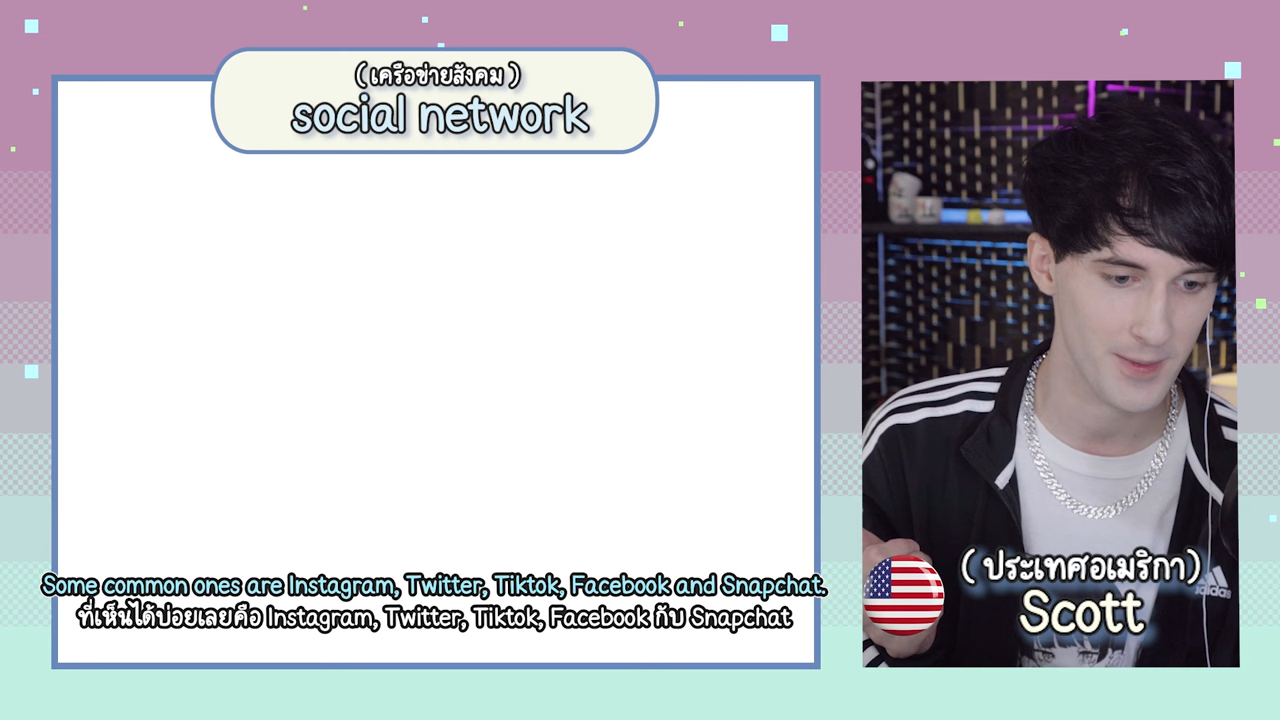 ( เครือข่ายสังคม )
social network
Some common ones are Instagram, Twitter, Tiktok, Facebook and Snapchat.
ที่เห็นได้บ่อยเลยคือ Instagram, Twitter, Tiktok, Facebook กับ Snapchat
( ประเทศอเมริกา )
adidas
Scott